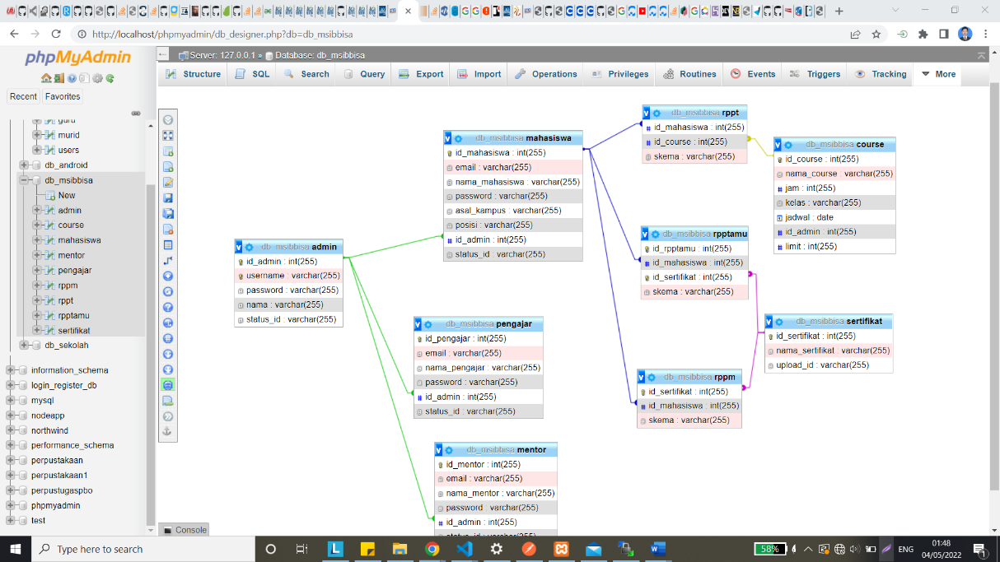 http://localhost/phpmyadmin/db_designer.php?db=db_msibbisa
phpMyAdmin
Recent
Favorites
guru
murid
users
db_android
db_msibbisa
New
admin
course
mahasiswa
mentor
pengajar
rppm
rppt
rpptamu
sertifikat
db_sekolah
information_schema
login_register_db
mysql
nodeapp
northwind
performance_schema
perpustakaan
perpustakaan1
perpustugaspbo
phpmyadmin
test
Server: 127.0.0.1 » Database: db_msibbisa
Structure
SQL
Search
Query
Export
Import
Operations
Privileges
Routines
Events
Triggers
Tracking
More
db_msibbisa admin
id_admin : int(255)
username : varchar(255)
password : varchar(255)
nama : varchar(255)
status_id : varchar(255)
db_msibbisa mahasiswa
id_mahasiswa : int(255)
email : varchar(255)
nama_mahasiswa : varchar(255)
password : varchar(255)
asal_kampus : varchar(255)
posisi : varchar(255)
id_admin : int(255)
status_id : varchar(255)
db_msibbisa pengajar
id_pengajar : int(255)
email : varchar(255)
nama_pengajar : varchar(255)
password : varchar(255)
id_admin : int(255)
status_id : varchar(255)
db_msibbisa mentor
id_mentor : int(255)
email : varchar(255)
nama_mentor : varchar(255)
password : varchar(255)
id_admin : int(255)
status_id : varchar(255)
db_msibbisa rppt
id_mahasiswa : int(255)
id_course : int(255)
skema : varchar(255)
db_msibbisa course
id_course : int(255)
nama_course : varchar(255)
jam : int(255)
kelas : varchar(255)
jadwal : date
id_admin : int(255)
limit : int(255)
db_msibbisa rpptamu
id_rpptamu : int(255)
id_mahasiswa : int(255)
id_sertifikat : int(255)
skema : varchar(255)
db_msibbisa sertifikat
id_sertifikat : int(255)
nama_sertifikat : varchar(255)
upload_id : varchar(255)
db_msibbisa rppm
id_sertifikat : int(255)
id_mahasiswa : int(255)
skema : varchar(255)
Console
Type here to search
58%
ENG
01:48
04/05/2022
1